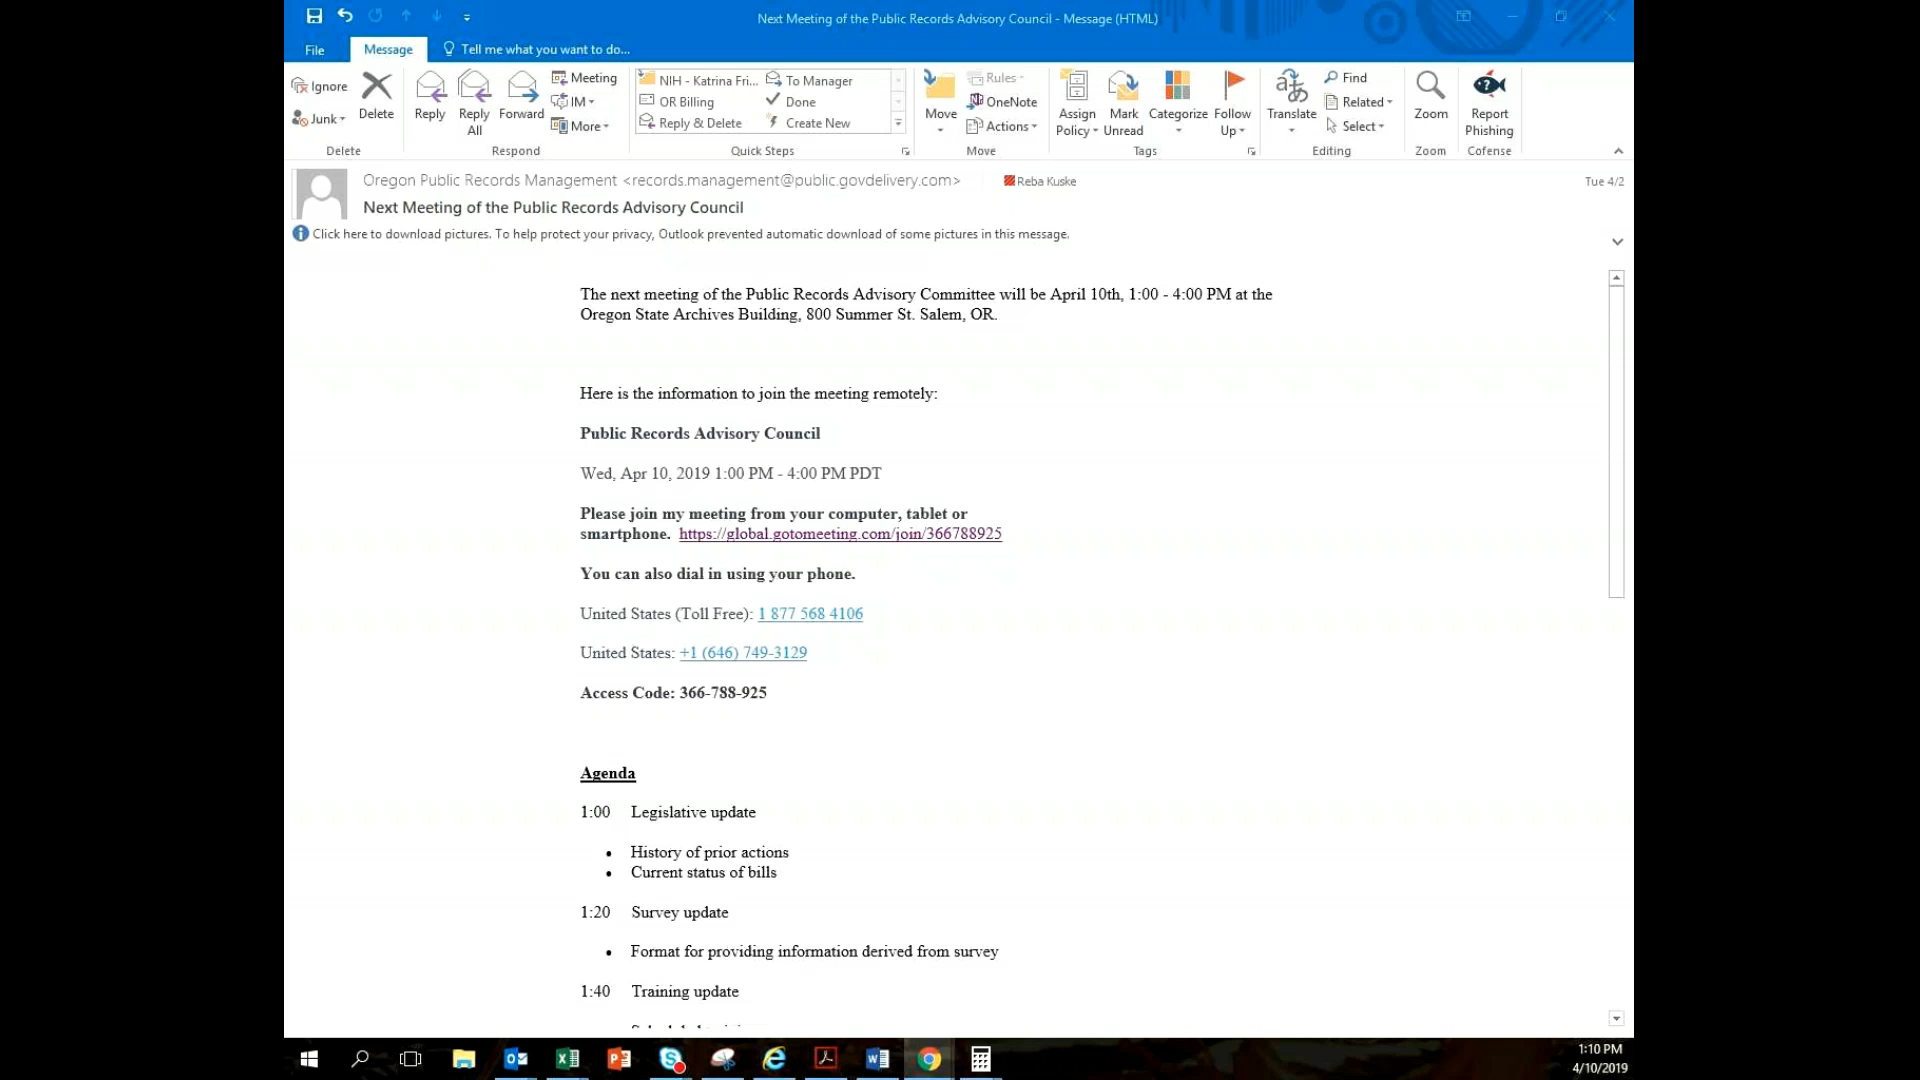 Next Meeting of the Public Records Advisory Council - Message (HTML)
File
Message
Tell me what you want to do...
Ignore
Junk
Delete
Delete
Reply
Reply All
Forward
Meeting
IM
More
Respond
NIH - Katrina Fri...
OR Billing
Reply & Delete
To Manager
Done
Create New
Quick Steps
Move
Rules
OneNote
Actions
Move
Assign Policy
Mark Unread
Categorize
Follow Up
Tags
Translate
Find
Related
Select
Editing
Zoom
Zoom
Report Phishing
Cofense
Oregon Public Records Management <records.management@public.govdelivery.com>
Reba Kuske
Tue 4/2
Next Meeting of the Public Records Advisory Council
Click here to download pictures. To help protect your privacy, Outlook prevented automatic download of some pictures in this message.
The next meeting of the Public Records Advisory Committee will be April 10th, 1:00 - 4:00 PM at the
Oregon State Archives Building, 800 Summer St. Salem, OR.
Here is the information to join the meeting remotely:
Public Records Advisory Council
Wed, Apr 10, 2019 1:00 PM - 4:00 PM PDT
Please join my meeting from your computer, tablet or
smartphone. https://global.gotomeeting.com/join/366788925
You can also dial in using your phone.
United States (Toll Free): 1 877 568 4106
United States: +1 (646) 749-3129
Access Code: 366-788-925
Agenda
1:00 Legislative update
• History of prior actions
• Current status of bills
1:20 Survey update
• Format for providing information derived from survey
1:40 Training update
1:10 PM
4/10/2019